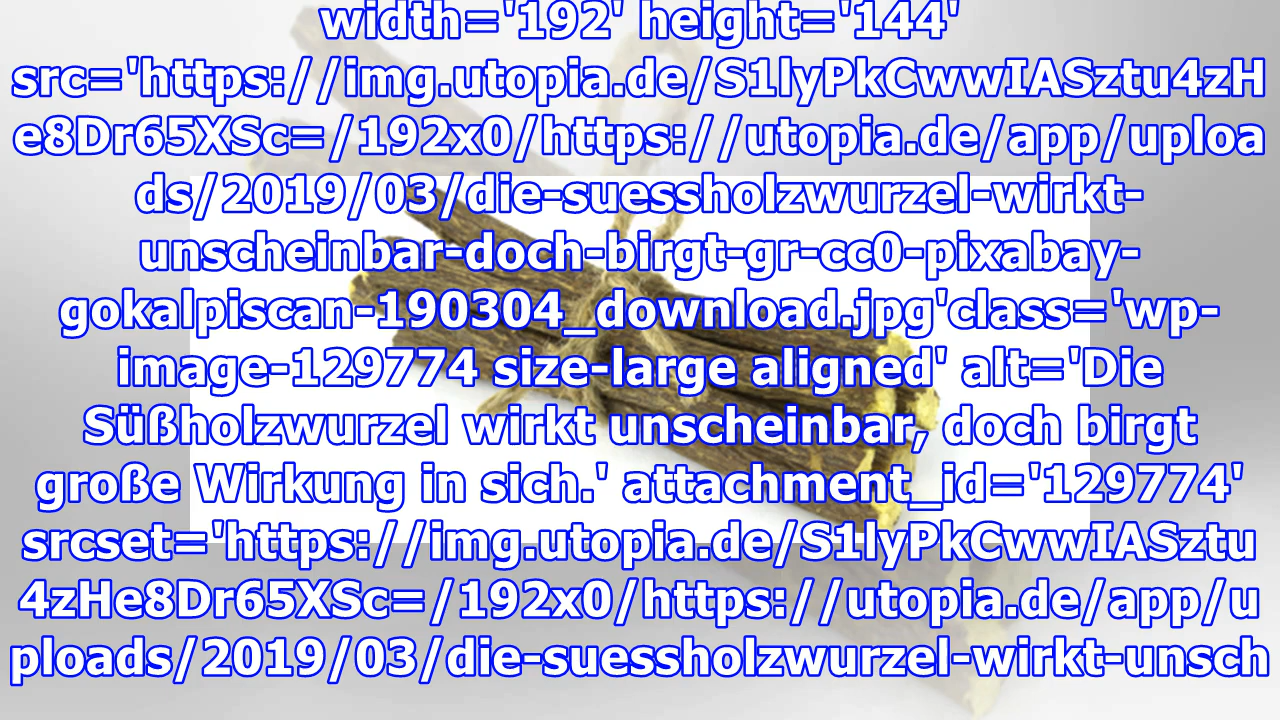 width='192' height='144'
src='https://img.utopia.de/S1lyPkCwwIASztu4zH
e8Dr65XSc=/192x0/https://utopia.de/app/uploa
ds/2019/03/die-suessholzwurzel-wirkt-
unscheinbar-doch-birgt-gr-cc0-pixabay-
gokalpiscan-190304_download.jpg'class='wp-
image-129774 size-large aligned' alt='Die
Süßholzwurzel wirkt unscheinbar, doch birgt
große Wirkung in sich.' attachment_id='129774'
srcset='https://img.utopia.de/S1lyPkCwwIASztu
4zHe8Dr65XSc=/192x0/https://utopia.de/app/u
ploads/2019/03/die-suessholzwurzel-wirkt-unsch